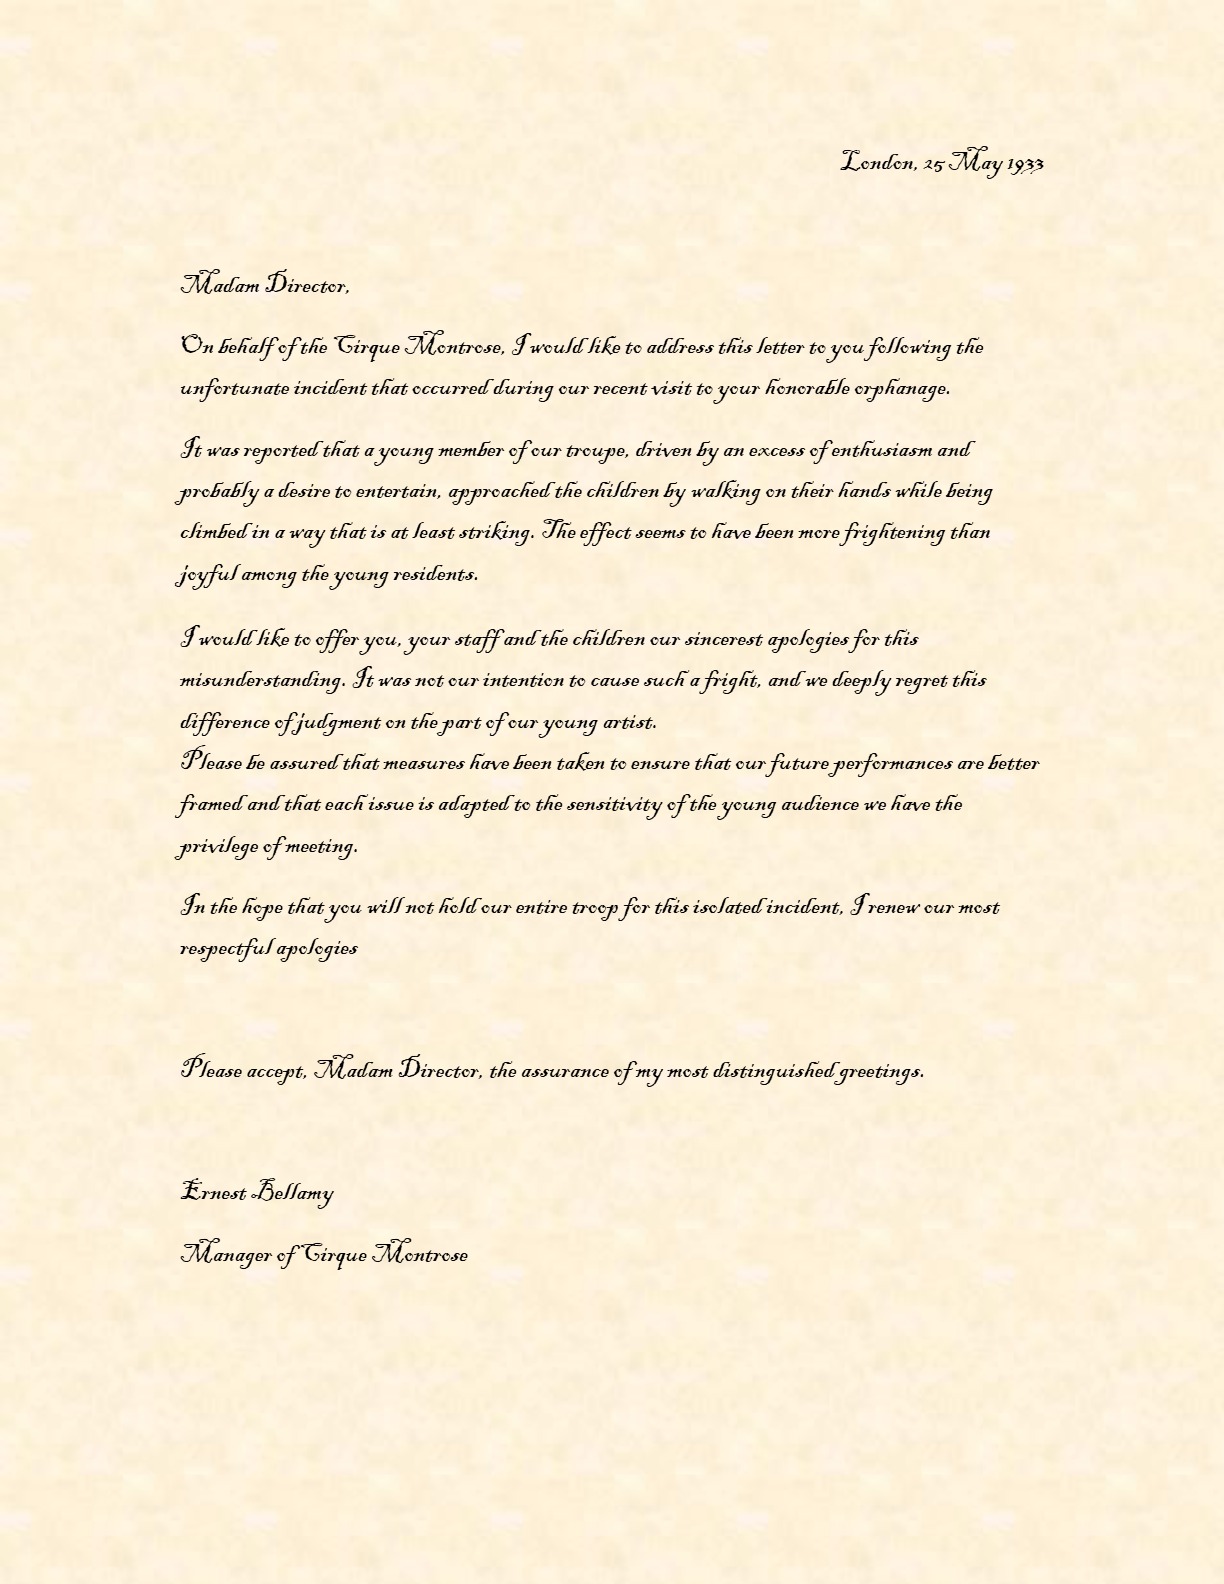 London, 25 May 1933
Madam Director,
On behalf of the Cirque Montrose, I would like to address this letter to you following the
unfortunate incident that occurred during our recent visit to your honorable orphanage.
It was reported that a young member of our troupe, driven by an excess of enthusiasm and
probably a desire to entertain, approached the children by walking on their hands while being
climbed in a way that is at least striking. The effect seems to have been more frightening than
joyful among the young residents.
I would like to offer you, your staff and the children our sincerest apologies for this
misunderstanding. It was not our intention to cause such a fright, and we deeply regret this
difference of judgment on the part of our young artist.
Please be assured that measures have been taken to ensure that our future performances are better
framed and that each issue is adapted to the sensitivity of the young audience we have the
privilege of meeting.
In the hope that you will not hold our entire troop for this isolated incident, I renew our most
respectful apologies
Please accept, Madam Director, the assurance of my most distinguished greetings.
Ernest Bellamy
Manager of Cirque Montrose